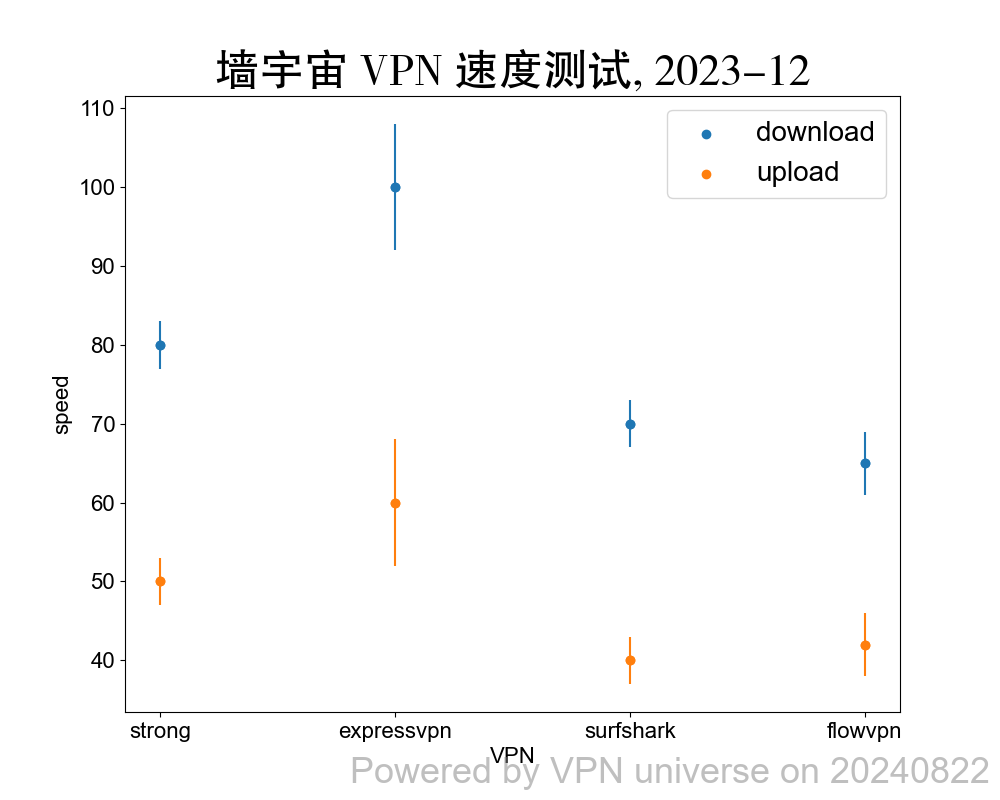 墙宇宙 VPN 速度测试, 2023-12
110
download
upload
100
90
80
speed
70
60
50
40
strong expressvpn surfshark flowvpn
VPN
Powered by VPN universe on 20240822